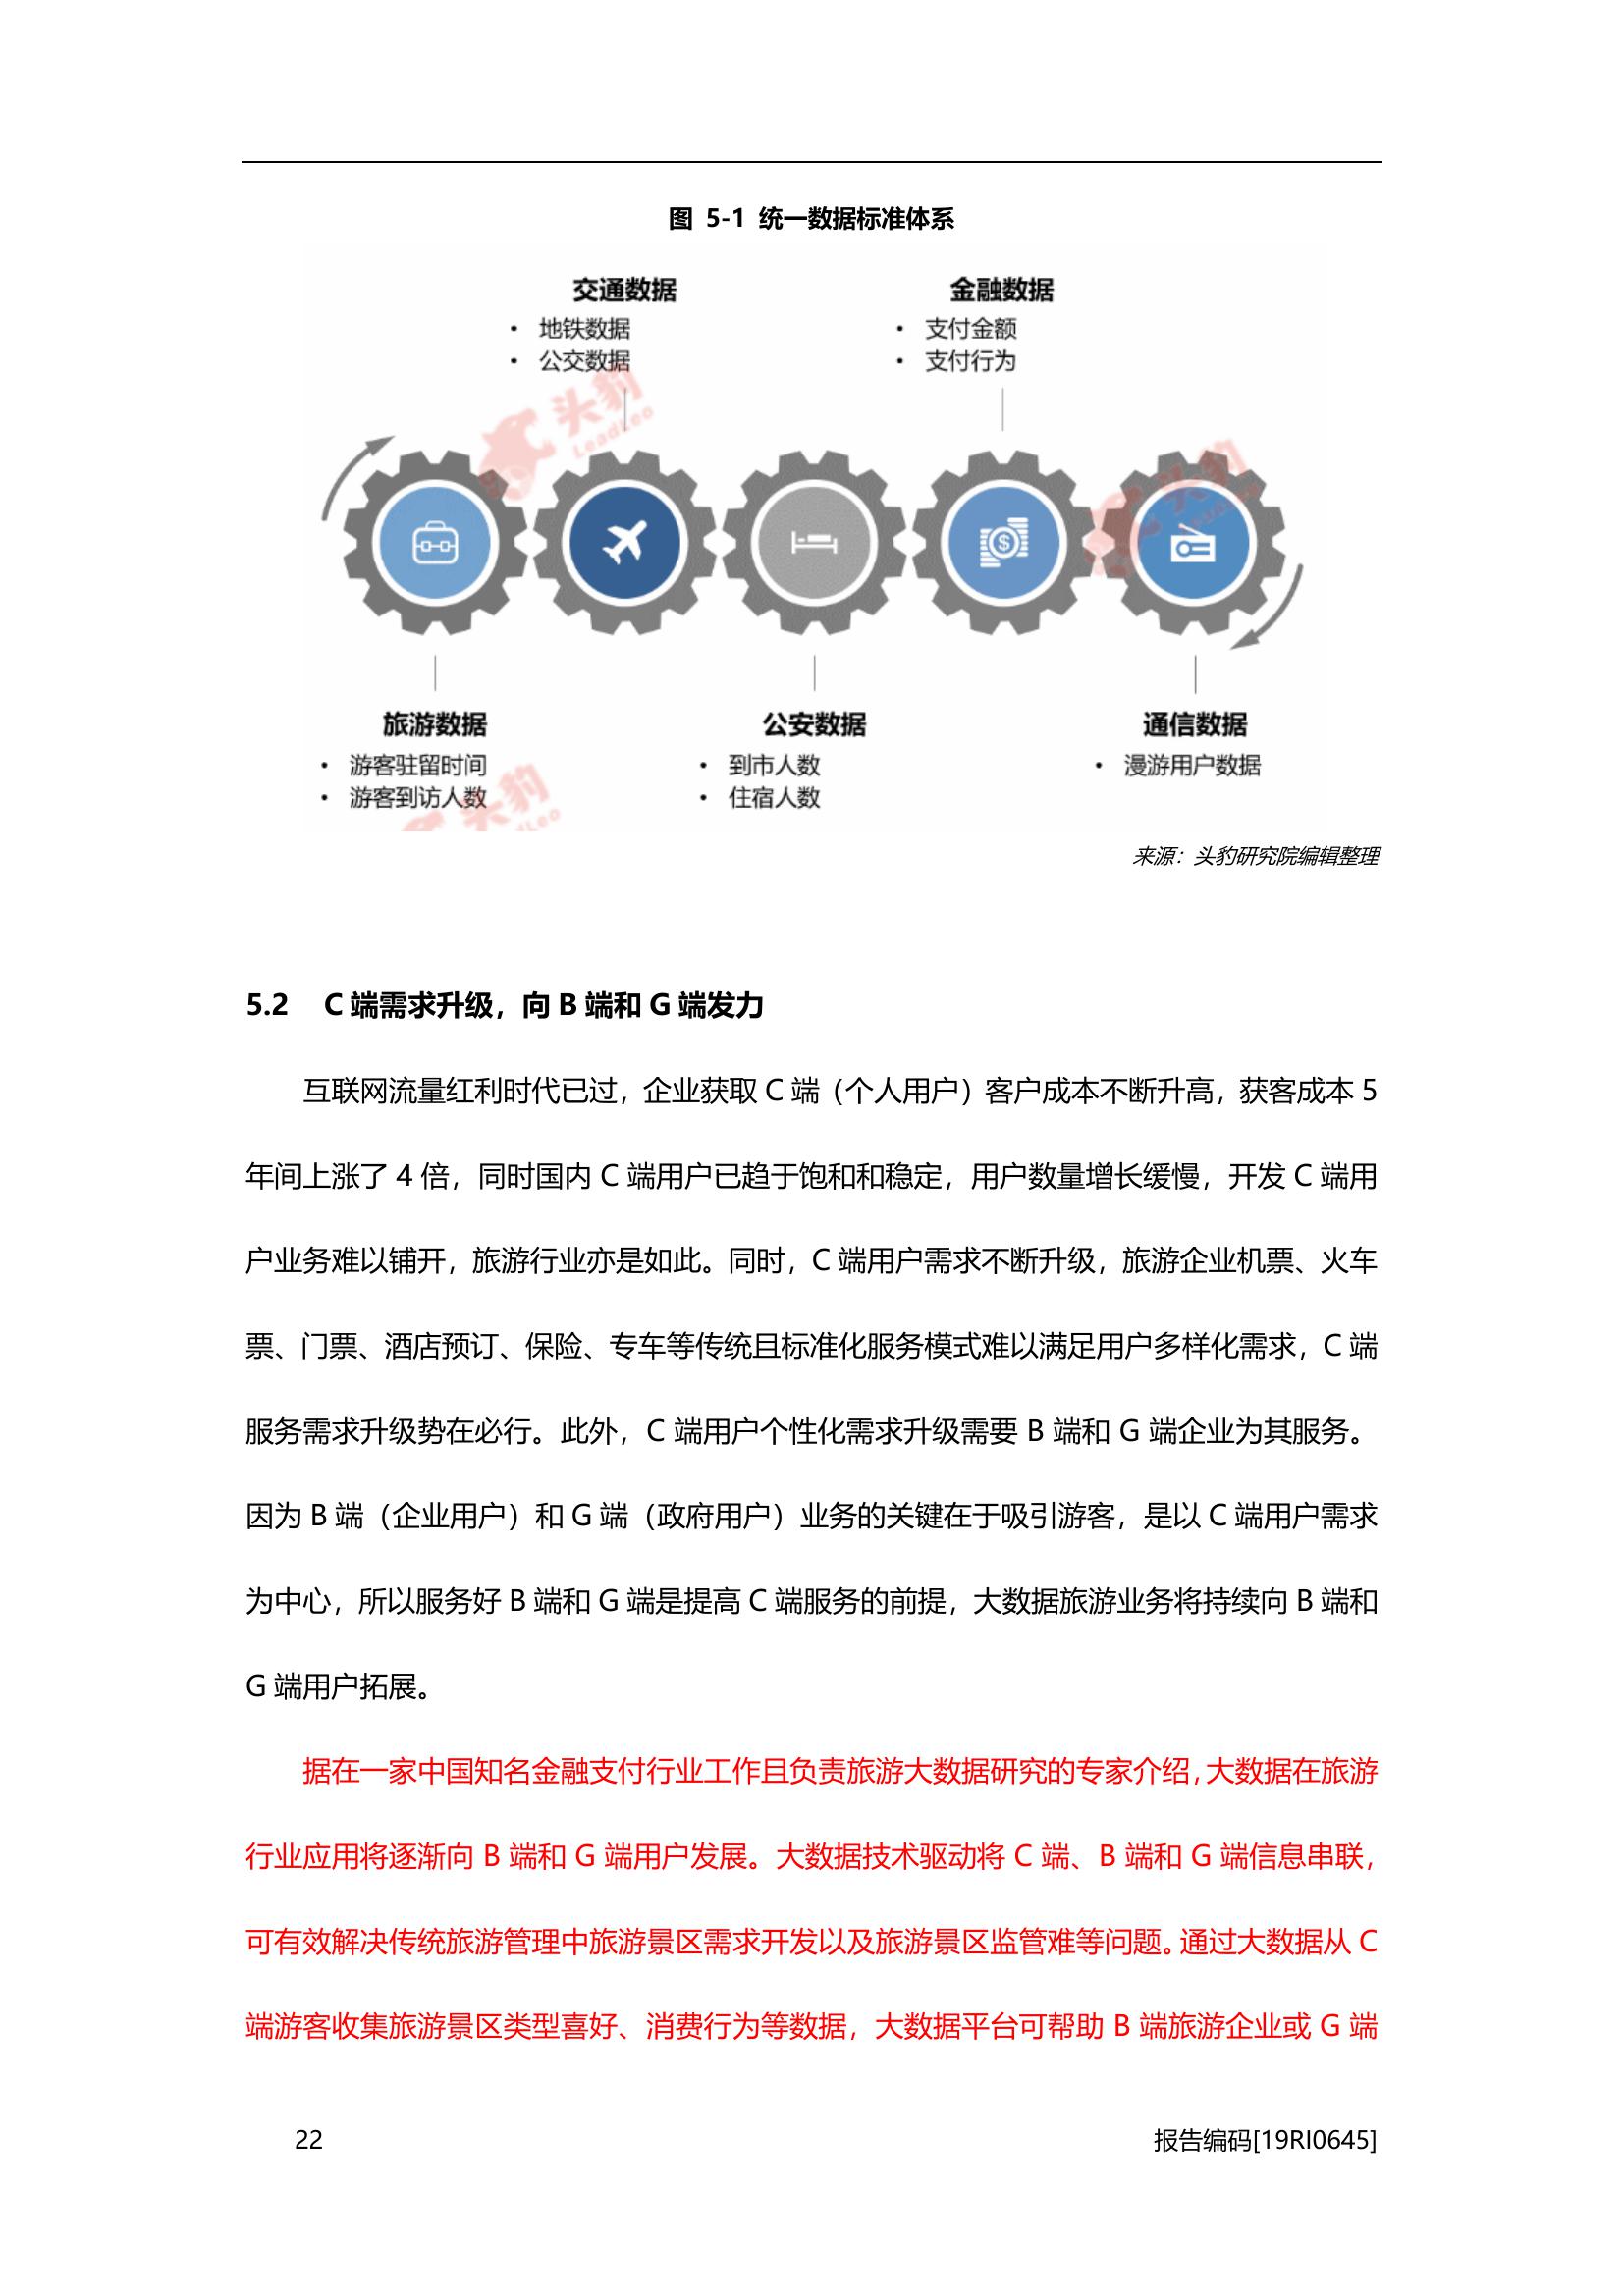 图 5-1 统一数据标准体系
交通数据
• 地铁数据
• 公交数据
金融数据
• 支付金额
• 支付行为
头豹
LeadLeo
头豹
旅游数据
• 游客驻留时间
• 游客到访人数
公安数据
• 到市人数
• 住宿人数
通信数据
• 漫游用户数据
头豹
来源：头豹研究院编辑整理
5.2 C 端需求升级，向 B 端和 G 端发力
互联网流量红利时代已过，企业获取 C 端（个人用户）客户成本不断升高，获客成本 5
年间上涨了 4 倍，同时国内 C 端用户已趋于饱和和稳定，用户数量增长缓慢，开发 C 端用
户业务难以铺开，旅游行业亦是如此。同时，C 端用户需求不断升级，旅游企业机票、火车
票、门票、酒店预订、保险、专车等传统且标准化服务模式难以满足用户多样化需求，C 端
服务需求升级势在必行。此外，C 端用户个性化需求升级需要 B 端和 G 端企业为其服务。
因为 B 端（企业用户）和 G 端（政府用户）业务的关键在于吸引游客，是以 C 端用户需求
为中心，所以服务好 B 端和 G 端是提高 C 端服务的前提，大数据旅游业务将持续向 B 端和
G 端用户拓展。
据在一家中国知名金融支付行业工作且负责旅游大数据研究的专家介绍，大数据在旅游
行业应用将逐渐向 B 端和 G 端用户发展。大数据技术驱动将 C 端、B 端和 G 端信息串联，
可有效解决传统旅游管理中旅游景区需求开发以及旅游景区监管难等问题。通过大数据从 C
端游客收集旅游景区类型喜好、消费行为等数据，大数据平台可帮助 B 端旅游企业或 G 端
22
报告编码[19RI0645]